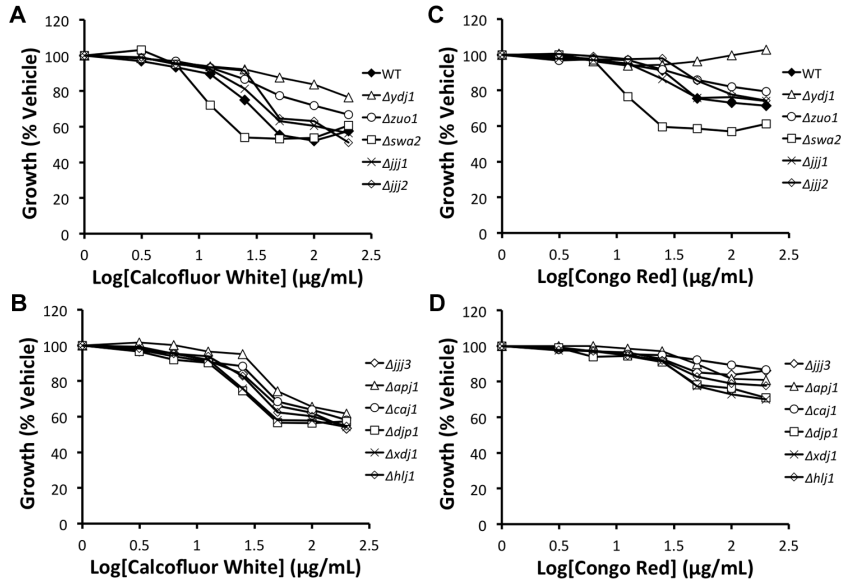 A
120
100
80
60
40
20
0
Growth (% Vehicle)
0 0.5 1 1.5 2 2.5
Log[Calcofluor White] (μg/mL)
WT
Δydj1
Δzuo1
Δswa2
Δjjj1
Δjjj2
C
120
100
80
60
40
20
0
Growth (% Vehicle)
0 0.5 1 1.5 2 2.5
Log[Congo Red] (μg/mL)
WT
Δydj1
Δzuo1
Δswa2
Δjjj1
Δjjj2
B
120
100
80
60
40
20
0
Growth (% Vehicle)
0 0.5 1 1.5 2 2.5
Log[Calcofluor White] (μg/mL)
Δjjj3
Δapj1
Δcaj1
Δdjp1
Δxdj1
Δhlj1
D
120
100
80
60
40
20
0
Growth (% Vehicle)
0 0.5 1 1.5 2 2.5
Log[Congo Red] (μg/mL)
Δjjj3
Δapj1
Δcaj1
Δdjp1
Δxdj1
Δhlj1